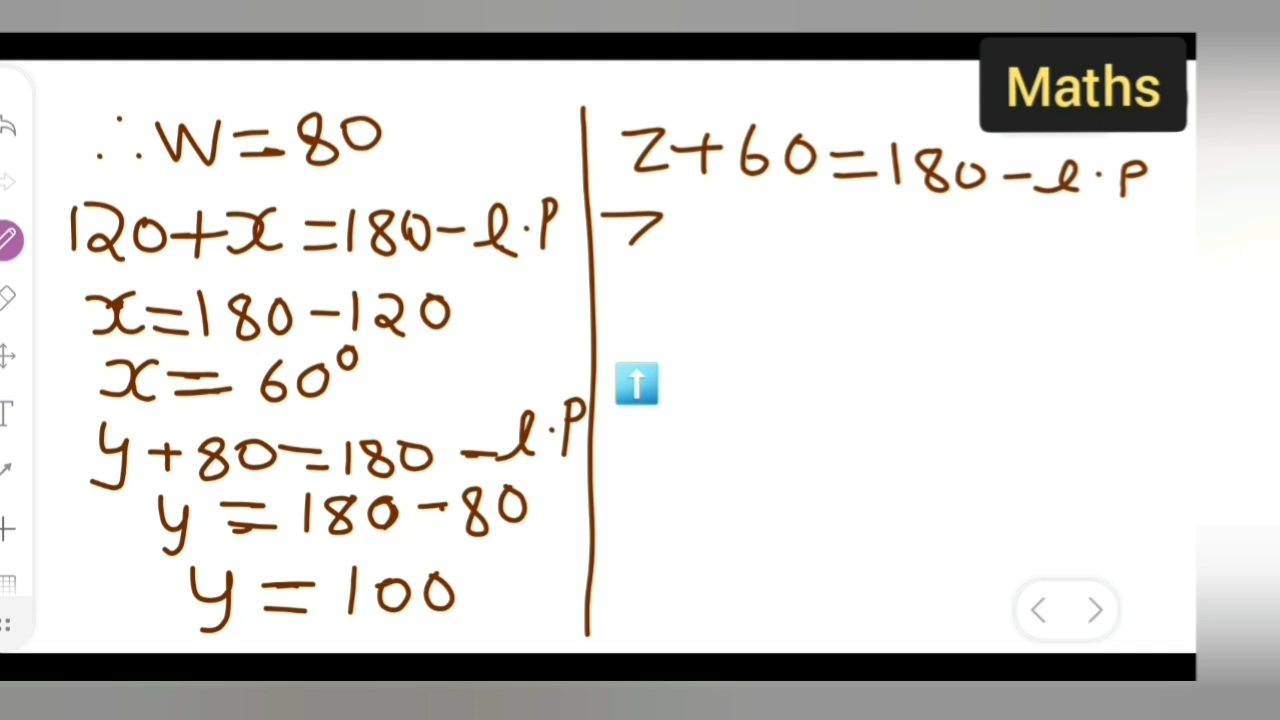 Maths
∴ W = 80
120 + x = 180 - l.P
x = 180 - 120
x = 60°
y + 80 = 180 - l.P
y = 180 - 80
y = 100
Z + 60 = 180 - l.P